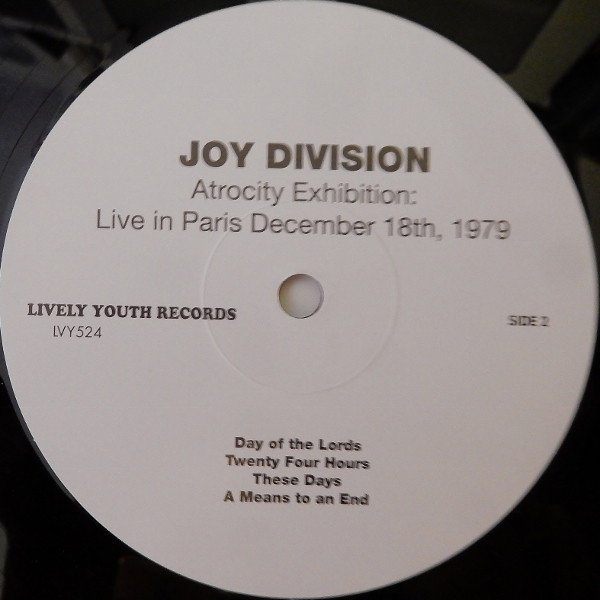 JOY DIVISION
Atrocity Exhibition:
Live in Paris December 18th, 1979
LIVELY YOUTH RECORDS
LVY524
SIDE 2
Day of the Lords
Twenty Four Hours
These Days
A Means to an End